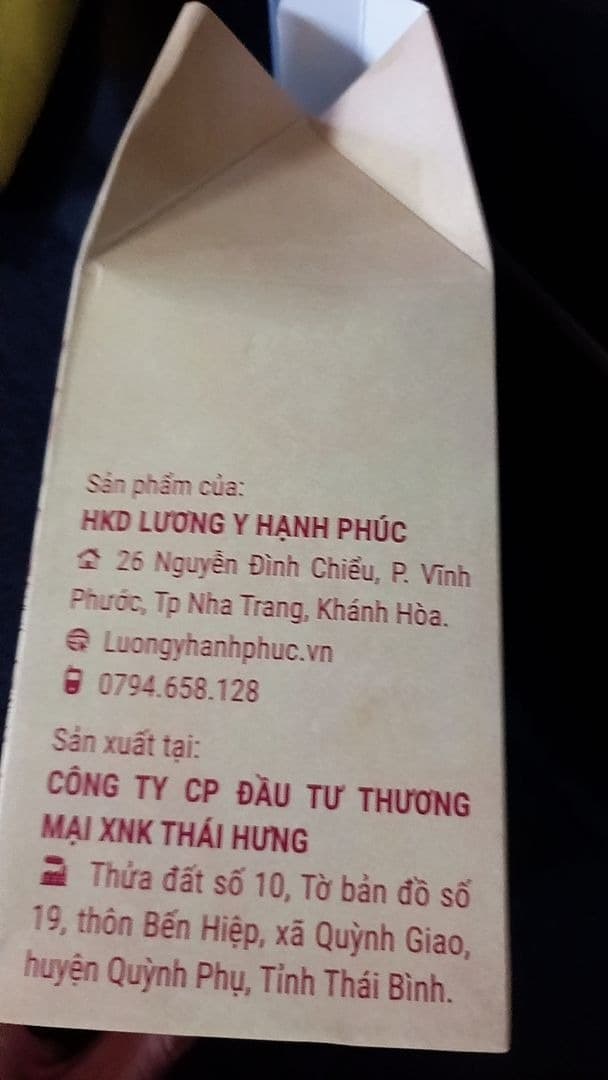 Sản phẩm của:
HKD LƯƠNG Y HẠNH PHÚC
26 Nguyễn Đình Chiểu, P. Vĩnh
Phước, Tp Nha Trang, Khánh Hòa.
Luongyhanhphuc.vn
0794.658.128
Sản xuất tại:
CÔNG TY CP ĐẦU TƯ THƯƠNG
MẠI XNK THÁI HƯNG
Thửa đất số 10, Tờ bản đồ số
19, thôn Bến Hiệp, xã Quỳnh Giao,
huyện Quỳnh Phụ, Tỉnh Thái Bình.